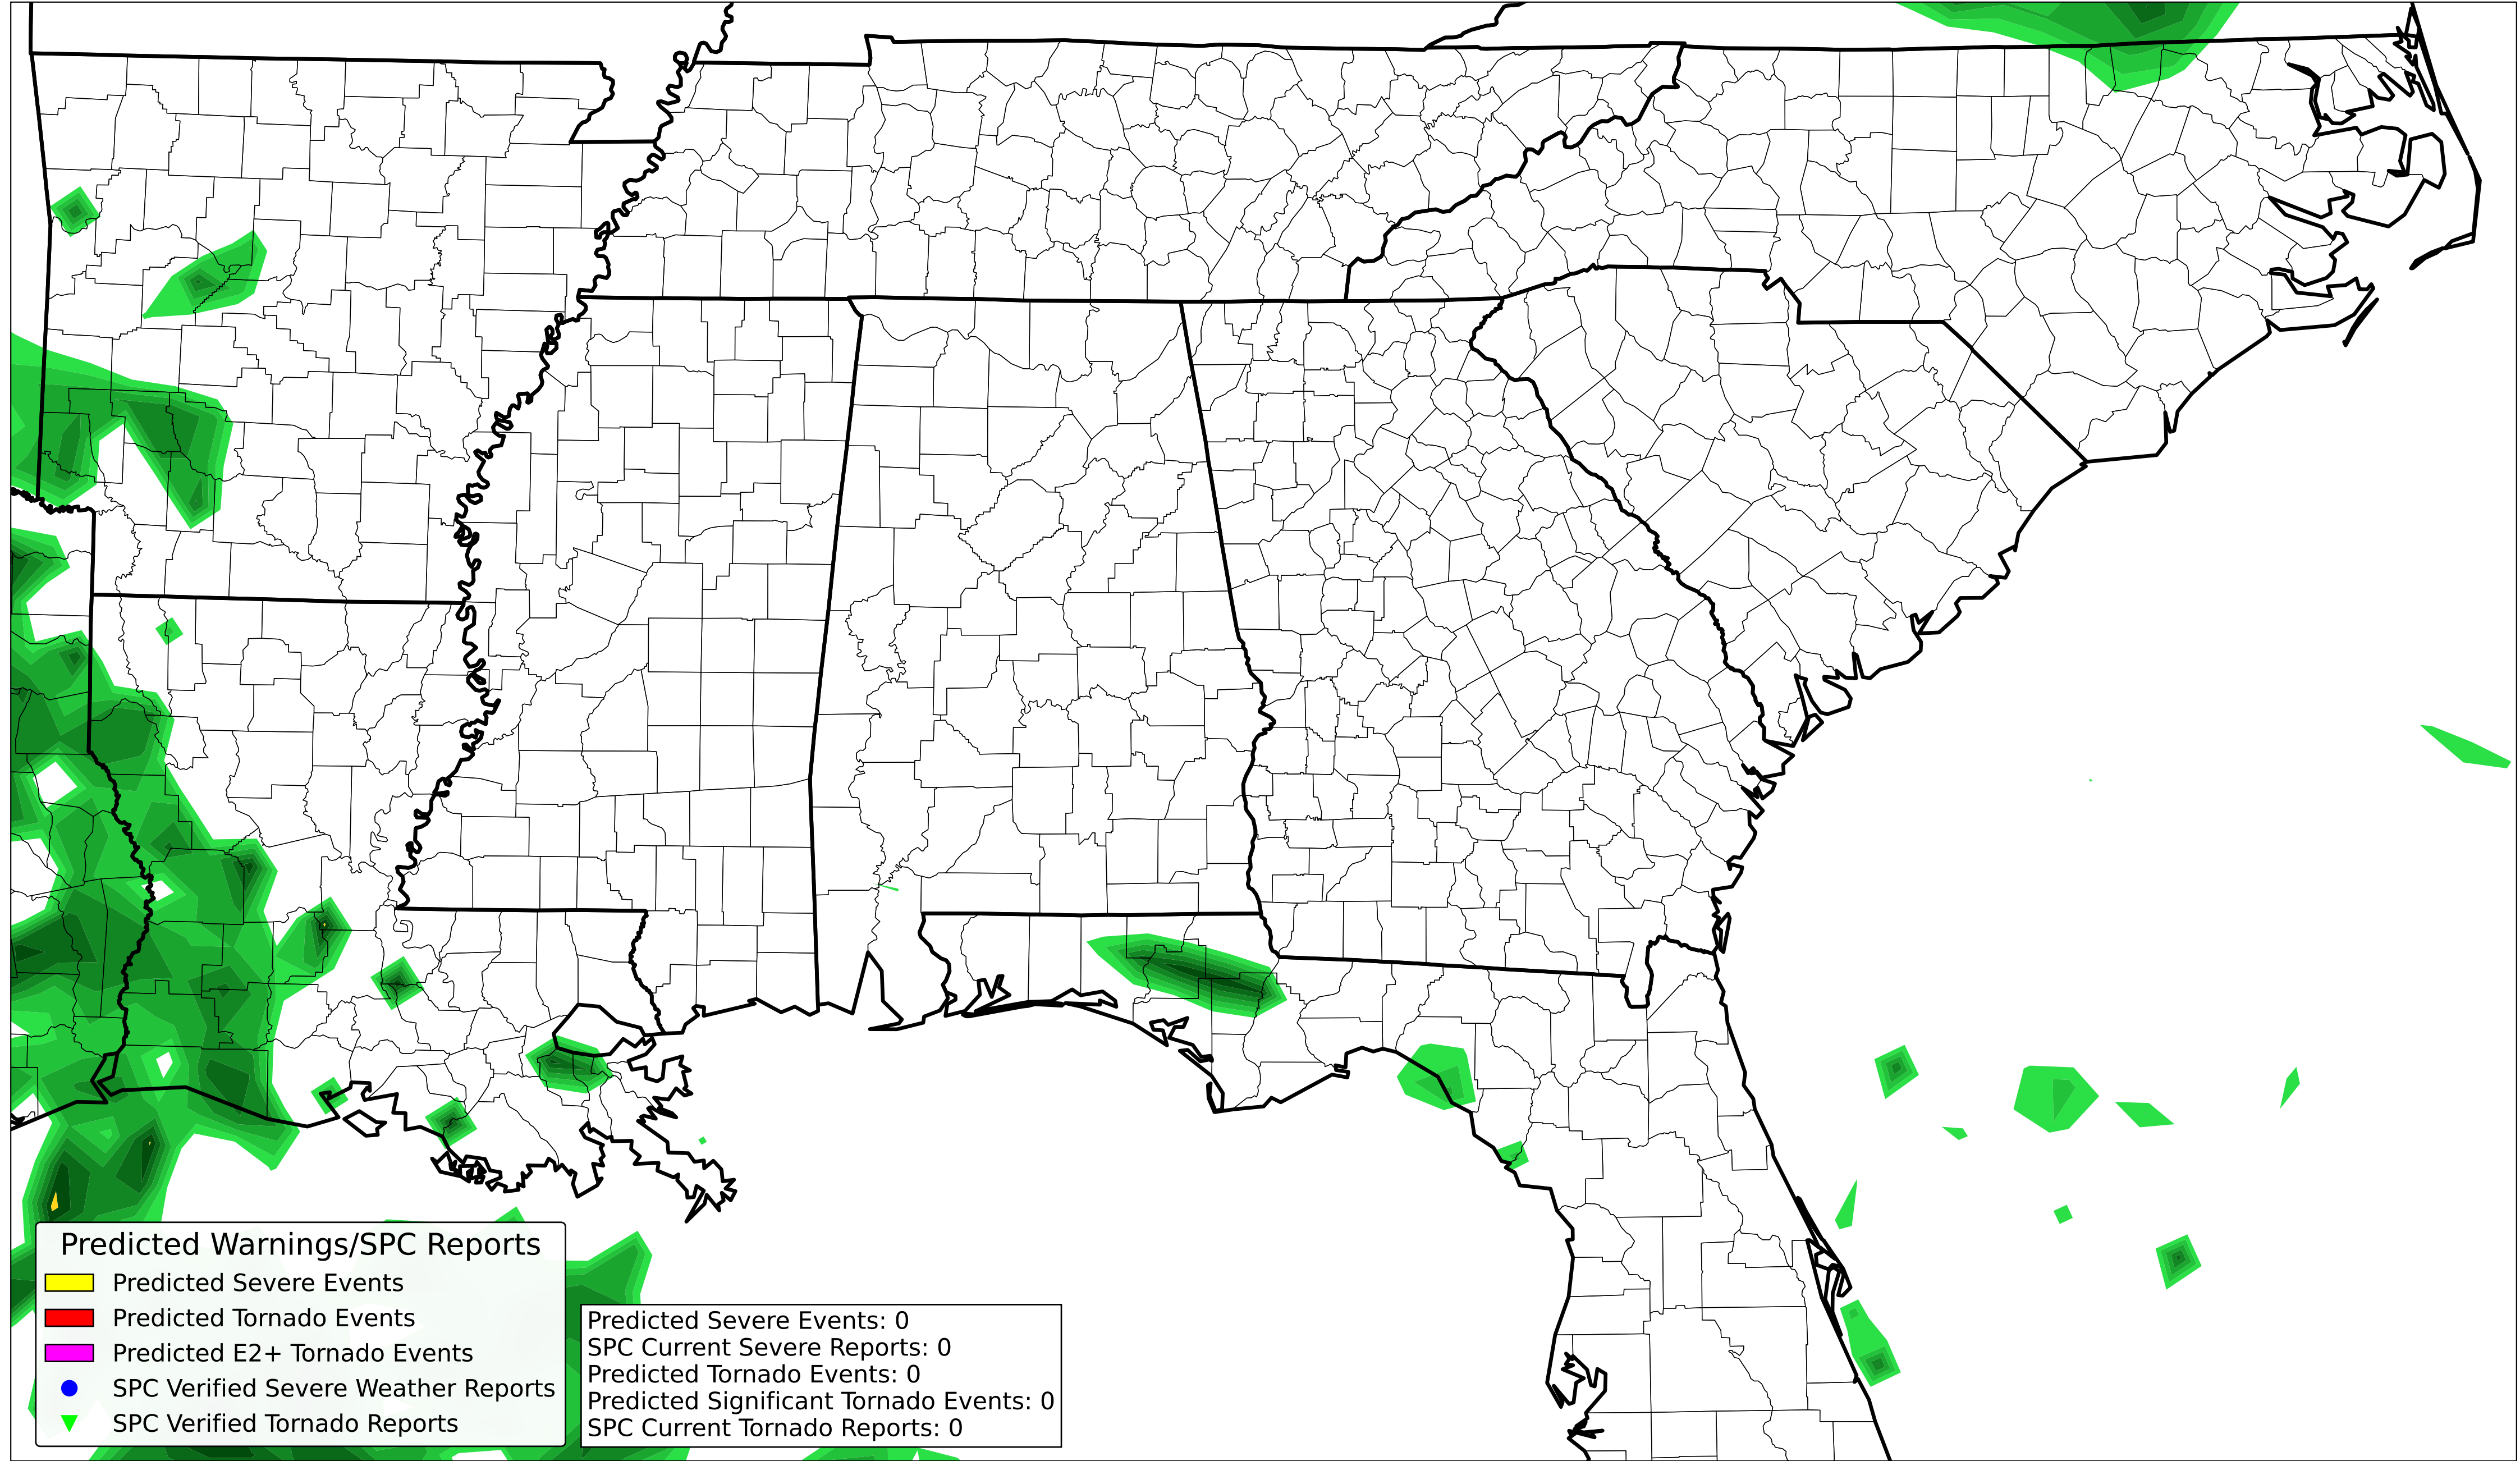 Predicted Warnings/SPC Reports
Predicted Severe Events
Predicted Tornado Events
Predicted E2+ Tornado Events
SPC Verified Severe Weather Reports
SPC Verified Tornado Reports
Predicted Severe Events: 0
SPC Current Severe Reports: 0
Predicted Tornado Events: 0
Predicted Significant Tornado Events: 0
SPC Current Tornado Reports: 0